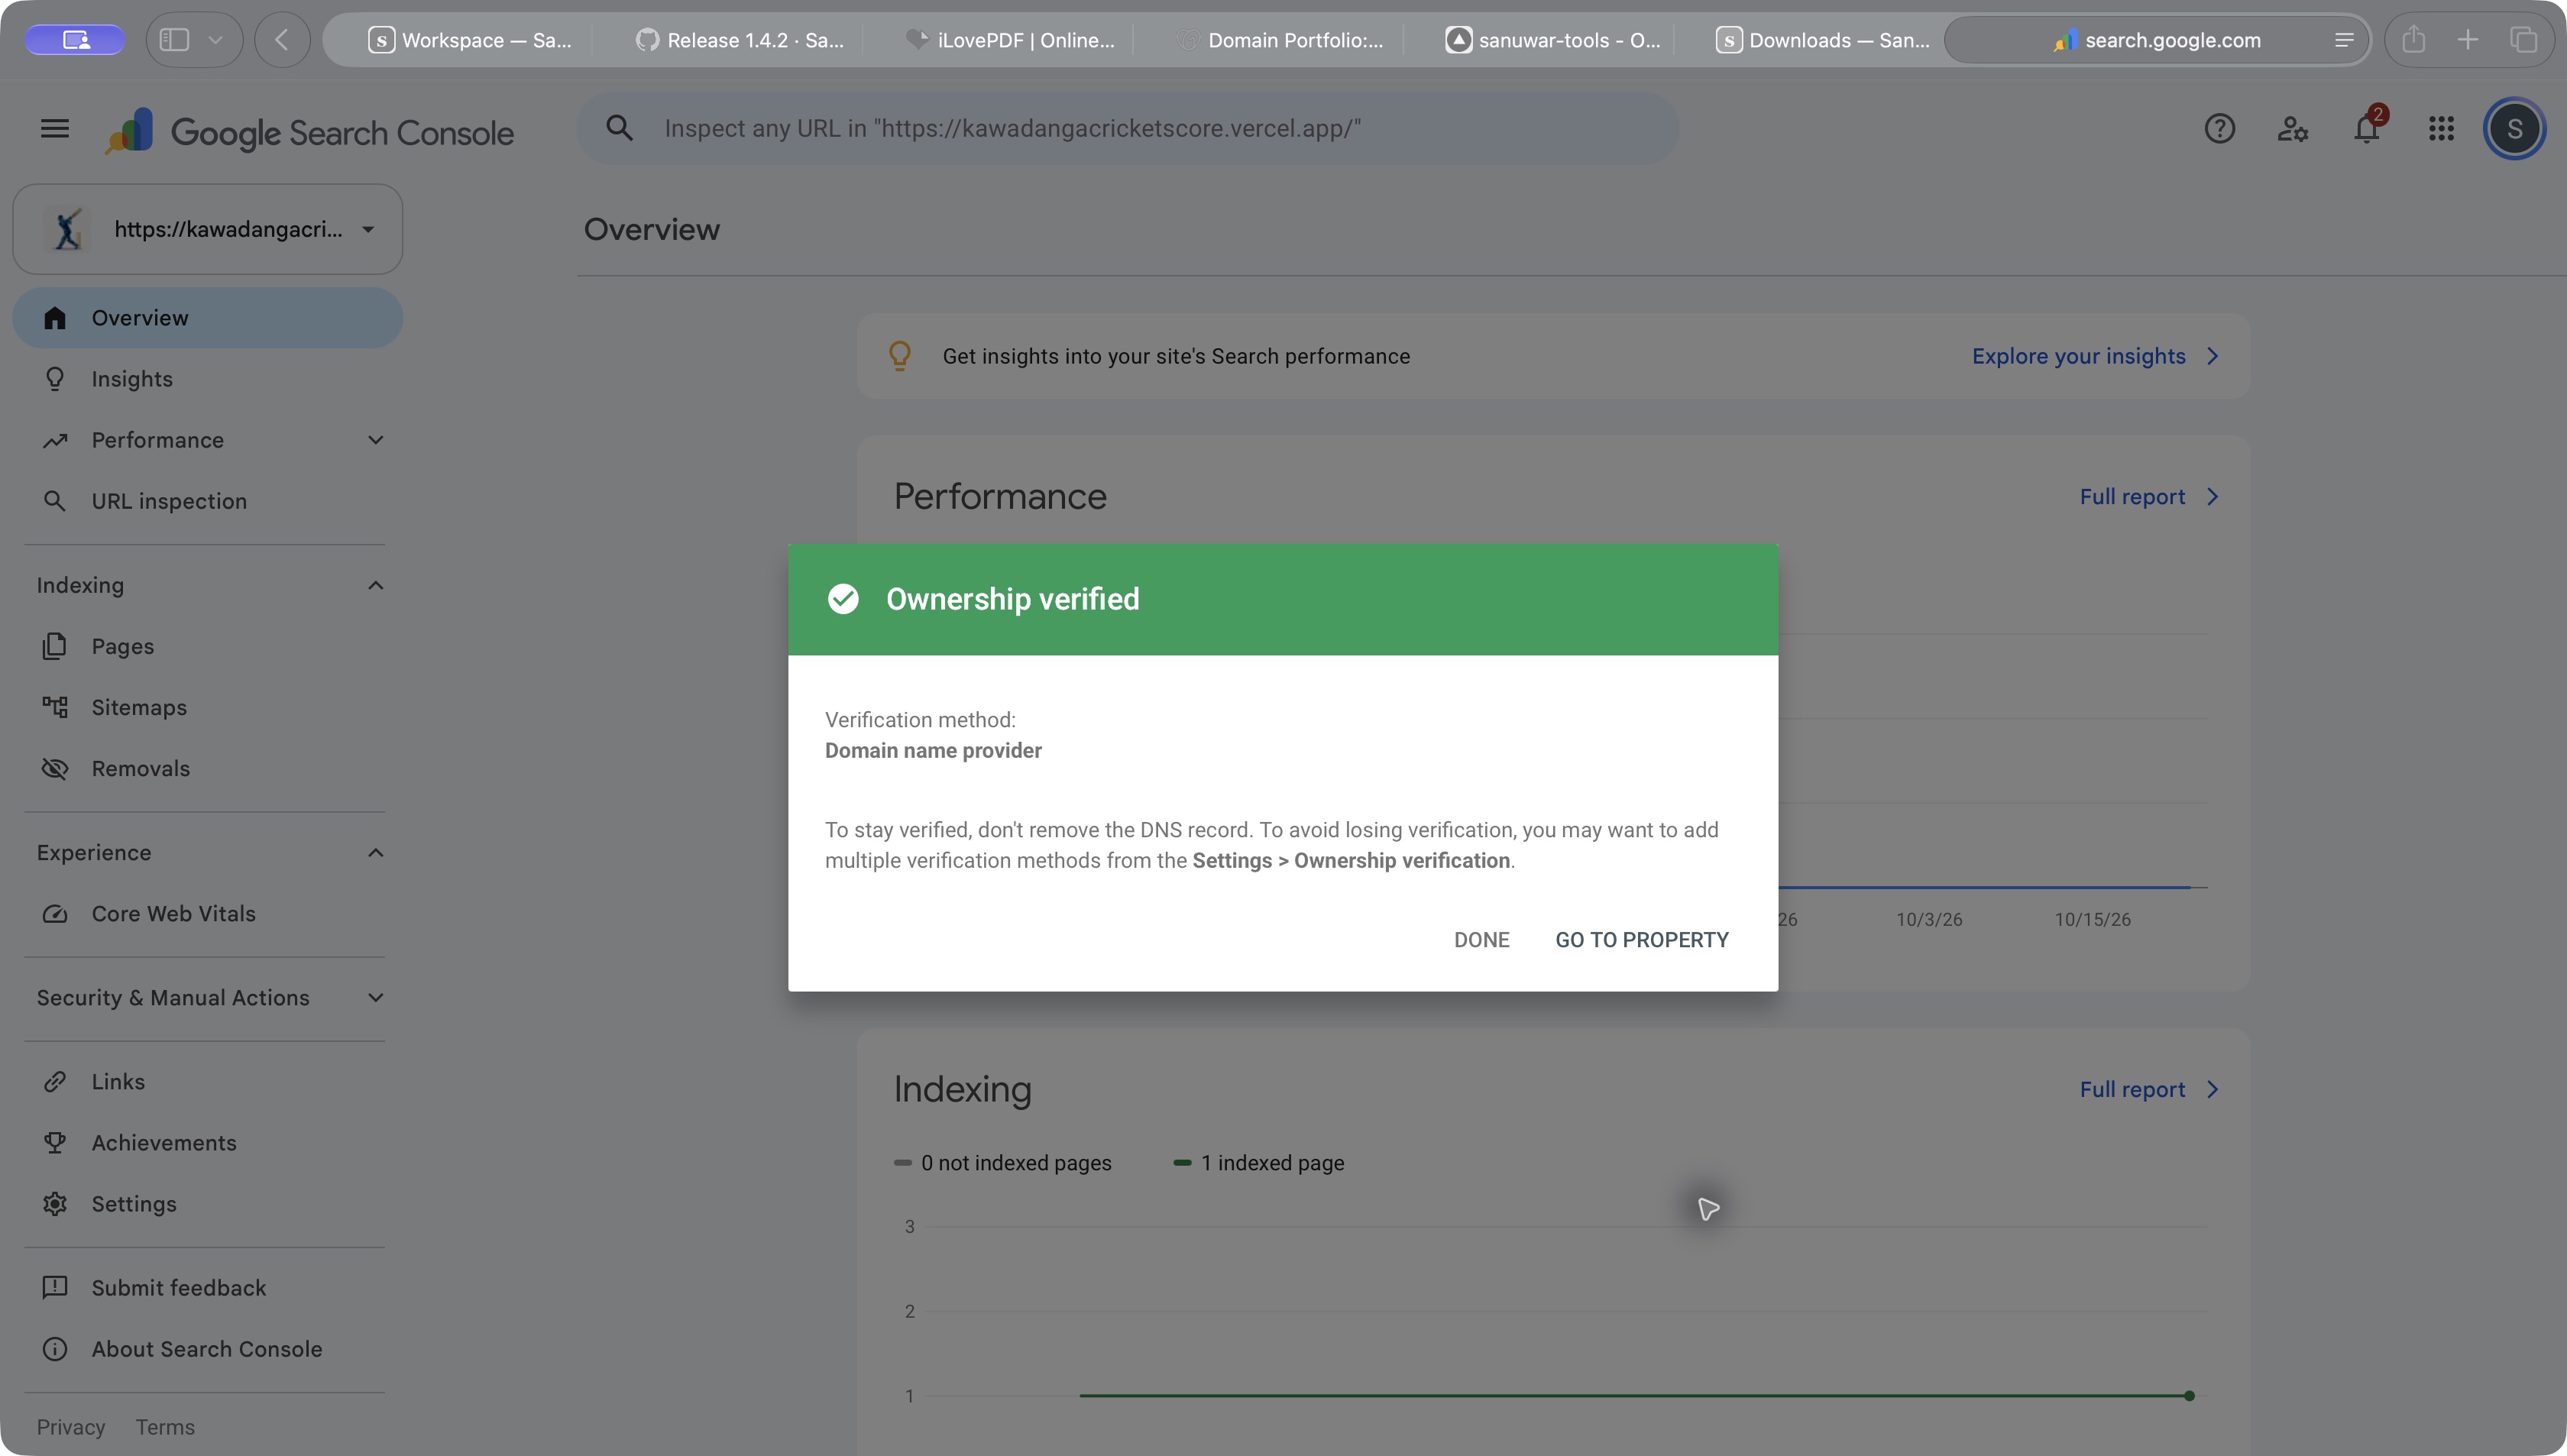 Workspace — Sa...
Release 1.4.2 · Sa...
iLovePDF | Online...
Domain Portfolio:...
sanuwar-tools - O...
Downloads — San...
search.google.com
Google Search Console
Inspect any URL in "https://kawadangacricketscore.vercel.app/"
2
S
https://kawadangacri...
Overview
Insights
Performance
URL inspection
Indexing
Pages
Sitemaps
Removals
Experience
Core Web Vitals
Security & Manual Actions
Links
Achievements
Settings
Submit feedback
About Search Console
Privacy Terms
Overview
Get insights into your site's Search performance
Explore your insights
Performance
Full report
Ownership verified
Verification method:
Domain name provider
To stay verified, don't remove the DNS record. To avoid losing verification, you may want to add
multiple verification methods from the Settings > Ownership verification.
DONE GO TO PROPERTY
26 10/3/26 10/15/26
Indexing
Full report
0 not indexed pages 1 indexed page
3
2
1